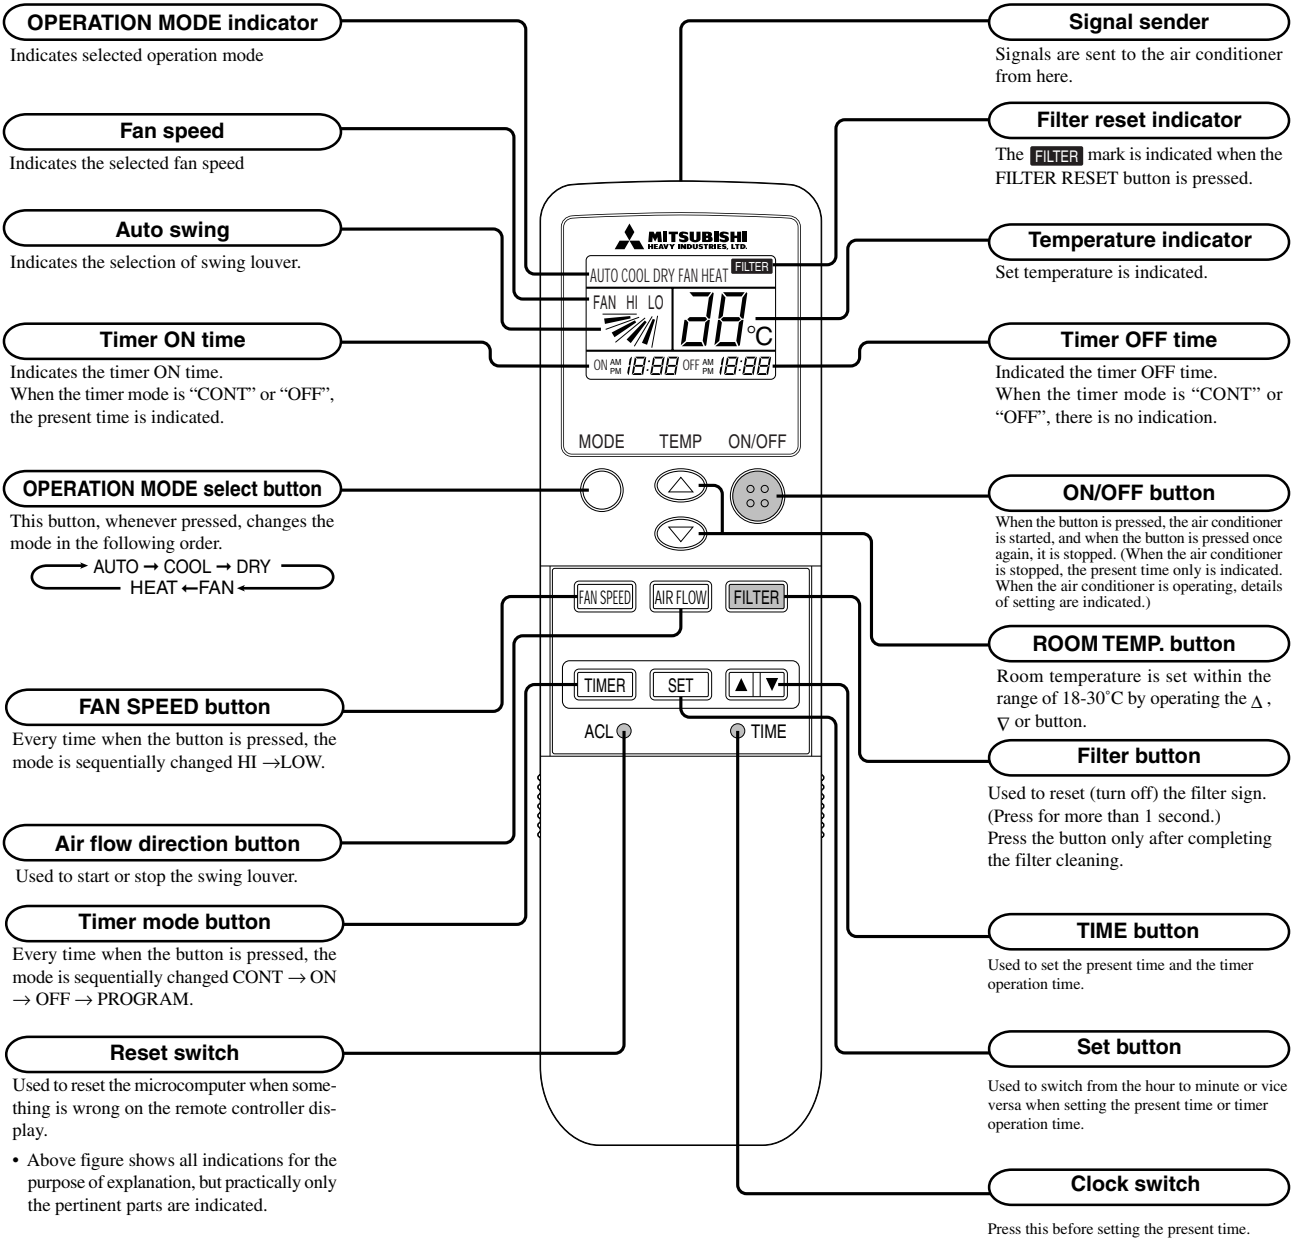 OPERATION MODE indicator
Indicates selected operation mode
Fan speed
Indicates the selected fan speed
Auto swing
Indicates the selection of swing louver.
Timer ON time
Indicates the timer ON time.
When the timer mode is “CONT” or “OFF”,
the present time is indicated.
OPERATION MODE select button
This button, whenever pressed, changes the
mode in the following order.
AUTO → COOL → DRY
HEAT ←FAN←
FAN SPEED button
Every time when the button is pressed, the
mode is sequentially changed HI →LOW.
Air flow direction button
Used to start or stop the swing louver.
Timer mode button
Every time when the button is pressed, the
mode is sequentially changed CONT → ON
→ OFF → PROGRAM.
Reset switch
Used to reset the microcomputer when some-
thing is wrong on the remote controller dis-
play.
• Above figure shows all indications for the
purpose of explanation, but practically only
the pertinent parts are indicated.
MITSUBISHI
HEAVY INDUSTRIES, LTD.
AUTO COOL DRY FAN HEAT FILTER
FAN HI LO
28 °C
ON AM PM 18:88 OFF AM PM 18:88
MODE TEMP ON/OFF
△
▽
FAN SPEED AIR FLOW FILTER
TIMER SET ▲ ▼
ACL TIME
Signal sender
Signals are sent to the air conditioner
from here.
Filter reset indicator
The FILTER mark is indicated when the
FILTER RESET button is pressed.
Temperature indicator
Set temperature is indicated.
Timer OFF time
Indicated the timer OFF time.
When the timer mode is “CONT” or
“OFF”, there is no indication.
ON/OFF button
When the button is pressed, the air conditioner
is started, and when the button is pressed once
again, it is stopped. (When the air conditioner
is stopped, the present time only is indicated.
When the air conditioner is operating, details
of setting are indicated.)
ROOM TEMP. button
Room temperature is set within the
range of 18-30˚C by operating the △ ,
▽ or button.
Filter button
Used to reset (turn off) the filter sign.
(Press for more than 1 second.)
Press the button only after completing
the filter cleaning.
TIME button
Used to set the present time and the timer
operation time.
Set button
Used to switch from the hour to minute or vice
versa when setting the present time or timer
operation time.
Clock switch
Press this before setting the present time.